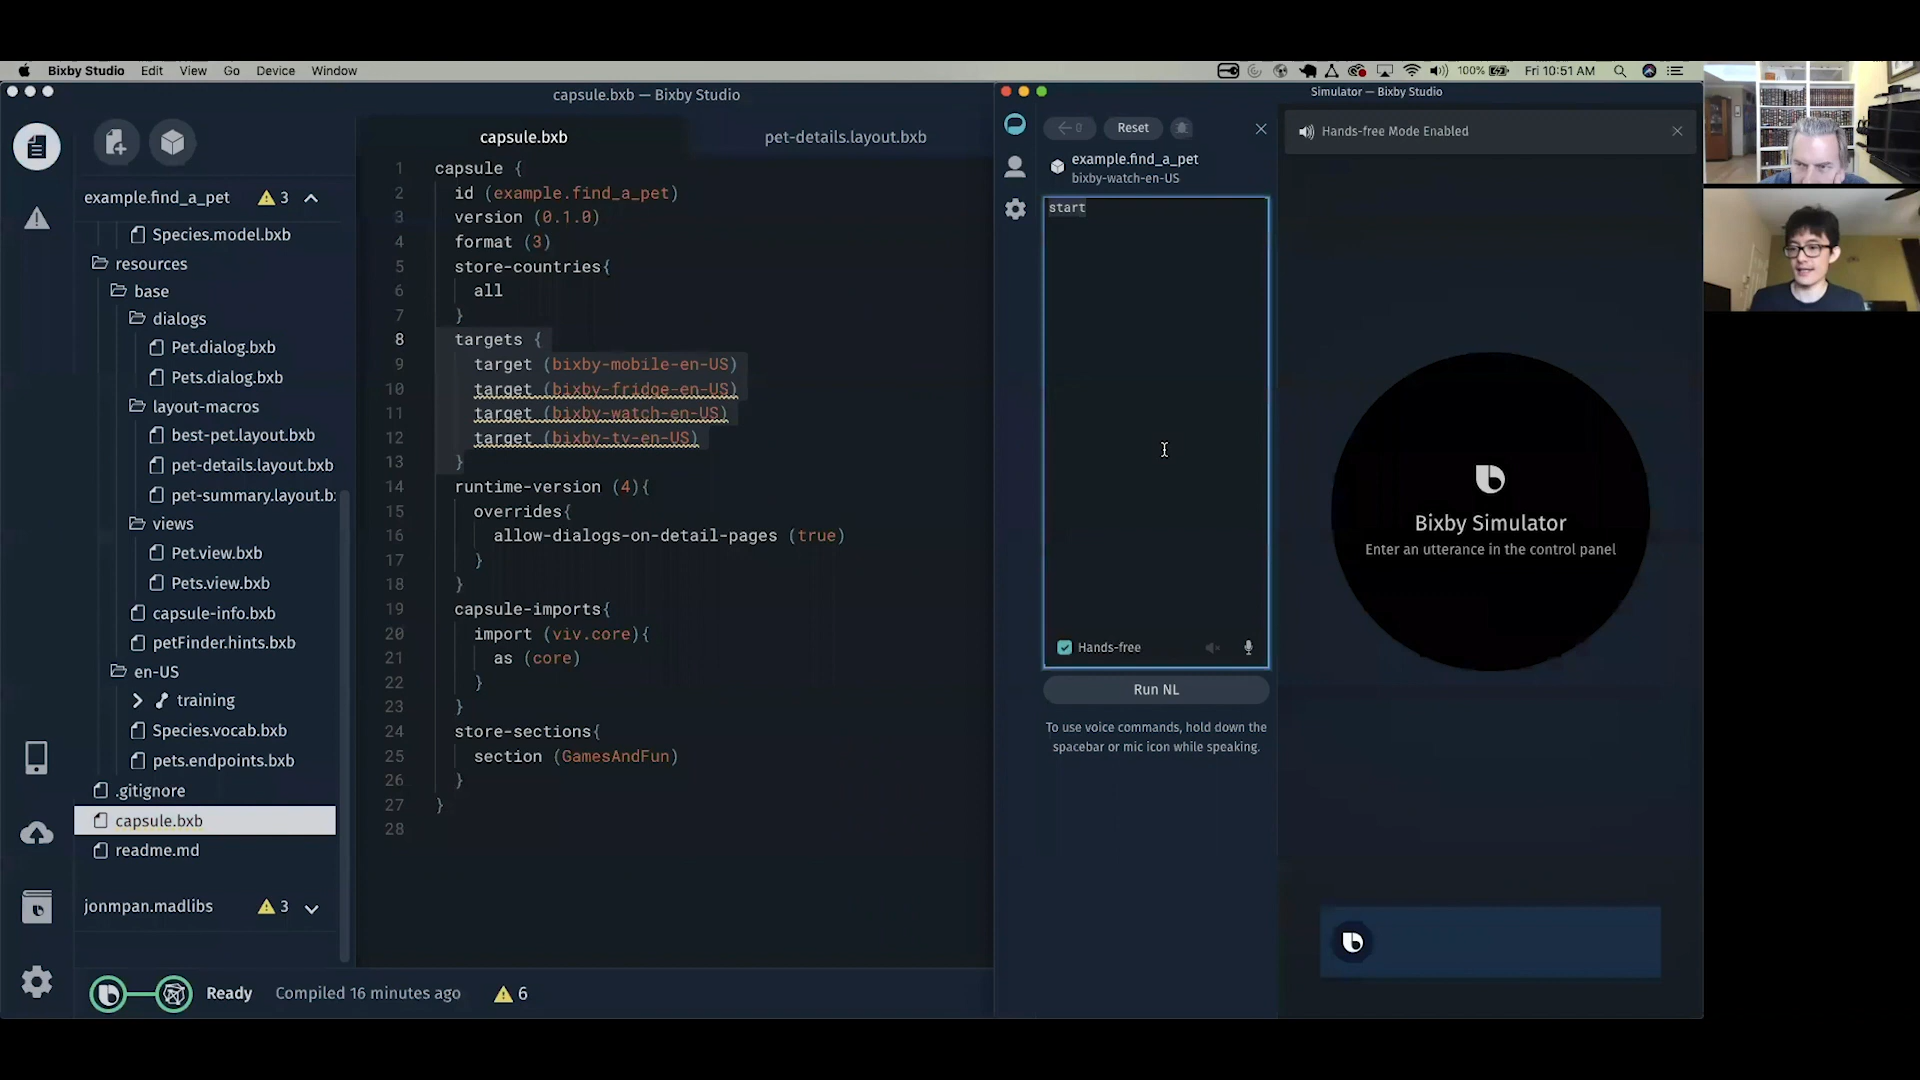 Bixby Studio Edit View Go Device Window
100% Fri 10:51 AM
capsule.bxb — Bixby Studio
Simulator — Bixby Studio
example.find_a_pet 3
Species.model.bxb
resources
base
dialogs
Pet.dialog.bxb
Pets.dialog.bxb
layout-macros
best-pet.layout.bxb
pet-details.layout.bxb
pet-summary.layout.b
views
Pet.view.bxb
Pets.view.bxb
capsule-info.bxb
petFinder.hints.bxb
en-US
training
Species.vocab.bxb
pets.endpoints.bxb
.gitignore
capsule.bxb
readme.md
jonmpan.madlibs 3
Ready Compiled 16 minutes ago 6
capsule.bxb pet-details.layout.bxb
1 capsule {
2 id (example.find_a_pet)
3 version (0.1.0)
4 format (3)
5 store-countries{
6 all
7 }
8 targets {
9 target (bixby-mobile-en-US)
10 target (bixby-fridge-en-US)
11 target (bixby-watch-en-US)
12 target (bixby-tv-en-US)
13 }
14 runtime-version (4){
15 overrides{
16 allow-dialogs-on-detail-pages (true)
17 }
18 }
19 capsule-imports{
20 import (viv.core){
21 as (core)
22 }
23 }
24 store-sections{
25 section (GamesAndFun)
26 }
27 }
28
0 Reset
example.find_a_pet
bixby-watch-en-US
start
Hands-free
Run NL
To use voice commands, hold down the
spacebar or mic icon while speaking.
Hands-free Mode Enabled
Bixby Simulator
Enter an utterance in the control panel